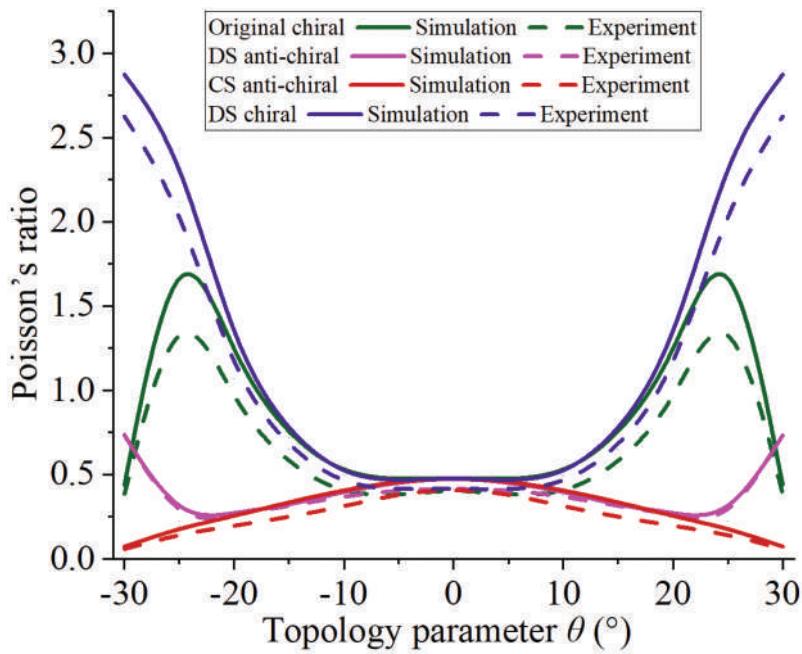 Original chiral Simulation Experiment
DS anti-chiral Simulation Experiment
CS anti-chiral Simulation Experiment
DS chiral Simulation Experiment
Poisson's ratio
3.0
2.5
2.0
1.5
1.0
0.5
0.0
-30 -20 -10 0 10 20 30
Topology parameter θ (°)